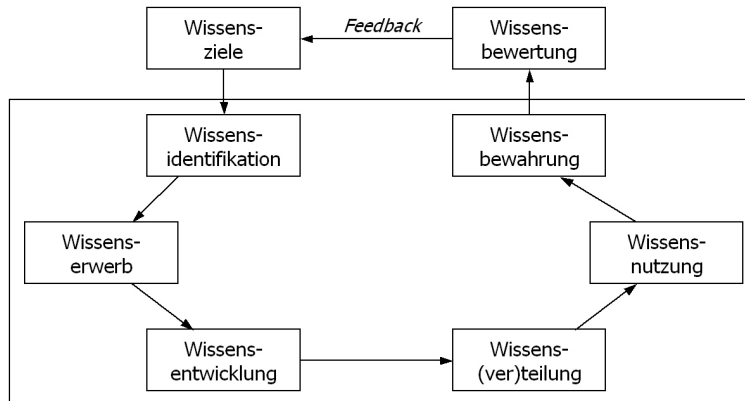 Wissens-
ziele
Feedback
Wissens-
bewertung
Wissens-
identifikation
Wissens-
bewahrung
Wissens-
erwerb
Wissens-
nutzung
Wissens-
entwicklung
Wissens-
(ver)teilung